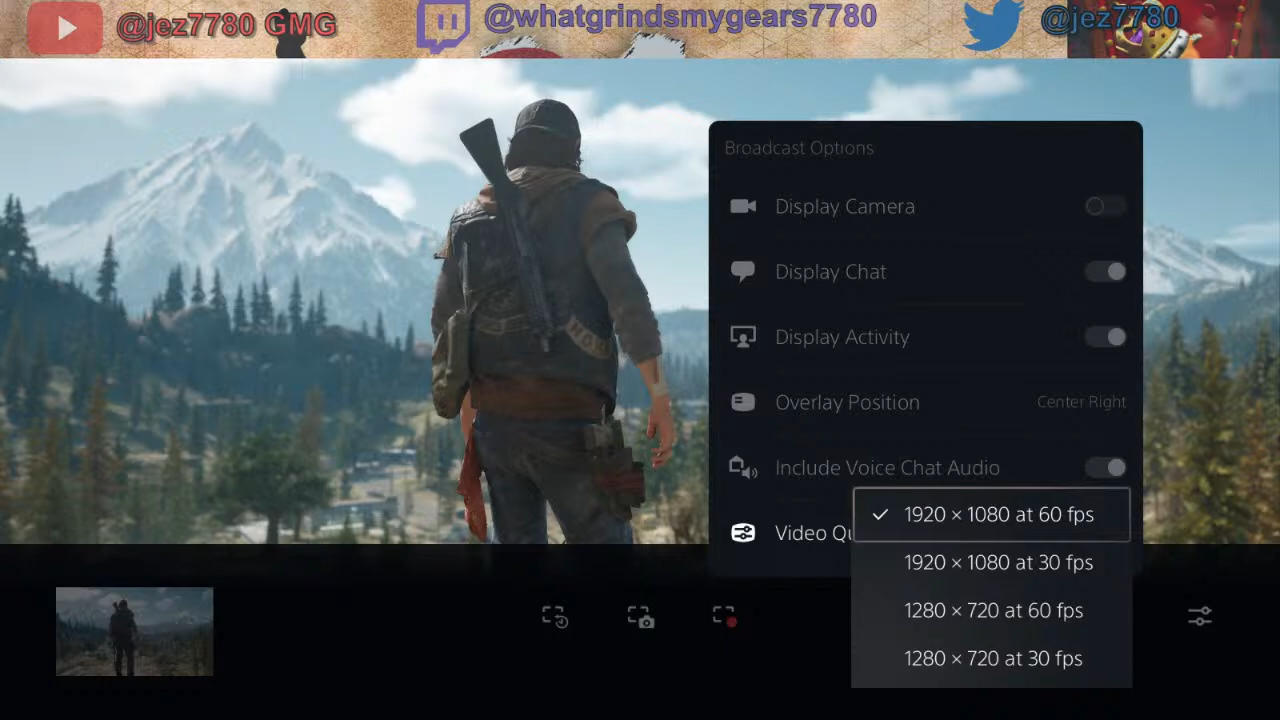 @jez7780 GMG
@whatgrindsmygears7780
@jez7780
Broadcast Options
Display Camera
Display Chat
Display Activity
Overlay Position
Center Right
Include Voice Chat Audio
Video Qu
1920 × 1080 at 60 fps
1920 × 1080 at 30 fps
1280 × 720 at 60 fps
1280 × 720 at 30 fps